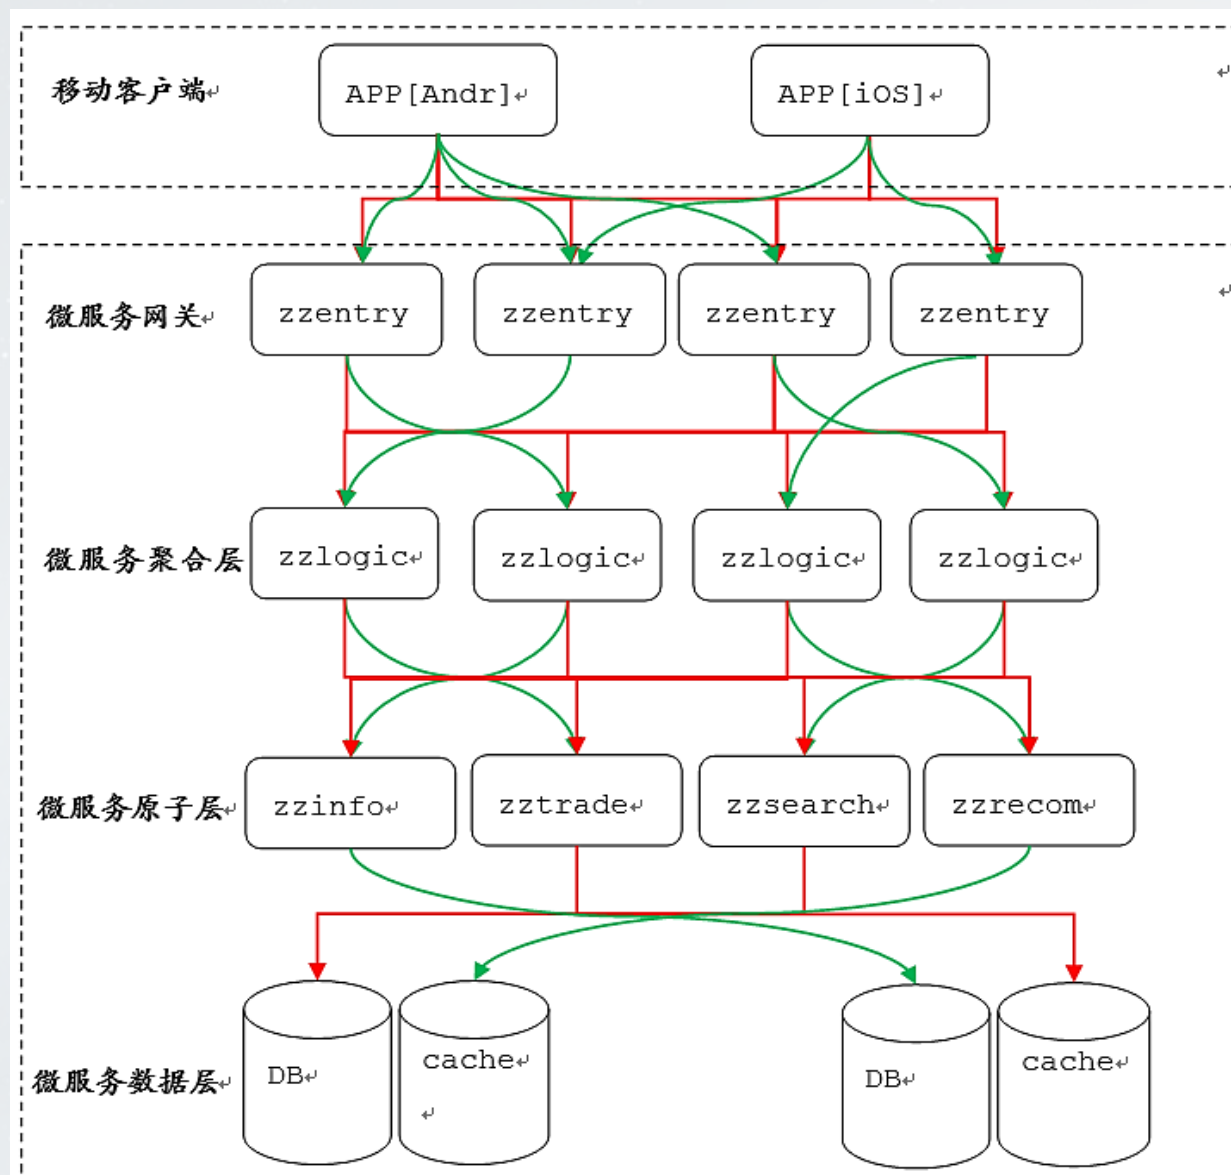 移动客户端
APP[Andr]
APP[iOS]
微服务网关
zzentry
zzentry
zzentry
zzentry
微服务聚合层
zzlogic
zzlogic
zzlogic
zzlogic
微服务原子层
zzinfo
zztrade
zzsearch
zzrecom
微服务数据层
DB
cache
DB
cache